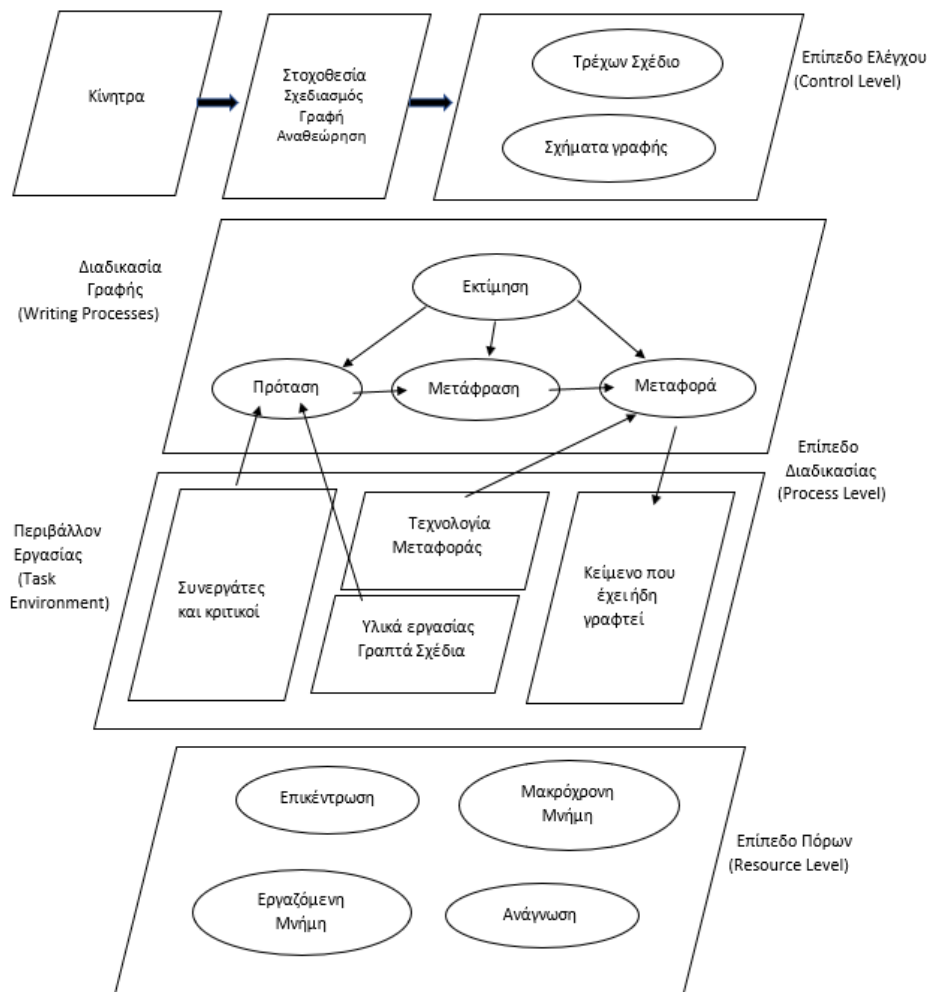 Κίνητρα
Στοχοθεσία
Σχεδιασμός
Γραφή
Αναθεώρηση
Τρέχων Σχέδιο
Σχήματα γραφής
Επίπεδο Ελέγχου
(Control Level)
Διαδικασία
Γραφής
(Writing Processes)
Εκτίμηση
Πρόταση
Μετάφραση
Μεταφορά
Επίπεδο
Διαδικασίας
(Process Level)
Περιβάλλον
Εργασίας
(Task
Environment)
Συνεργάτες
και κριτικοί
Τεχνολογία
Μεταφοράς
Υλικά εργασίας
Γραπτά Σχέδια
Κείμενο που
έχει ήδη
γραφτεί
Επικέντρωση
Μακρόχρονη
Μνήμη
Εργαζόμενη
Μνήμη
Ανάγνωση
Επίπεδο Πόρων
(Resource Level)